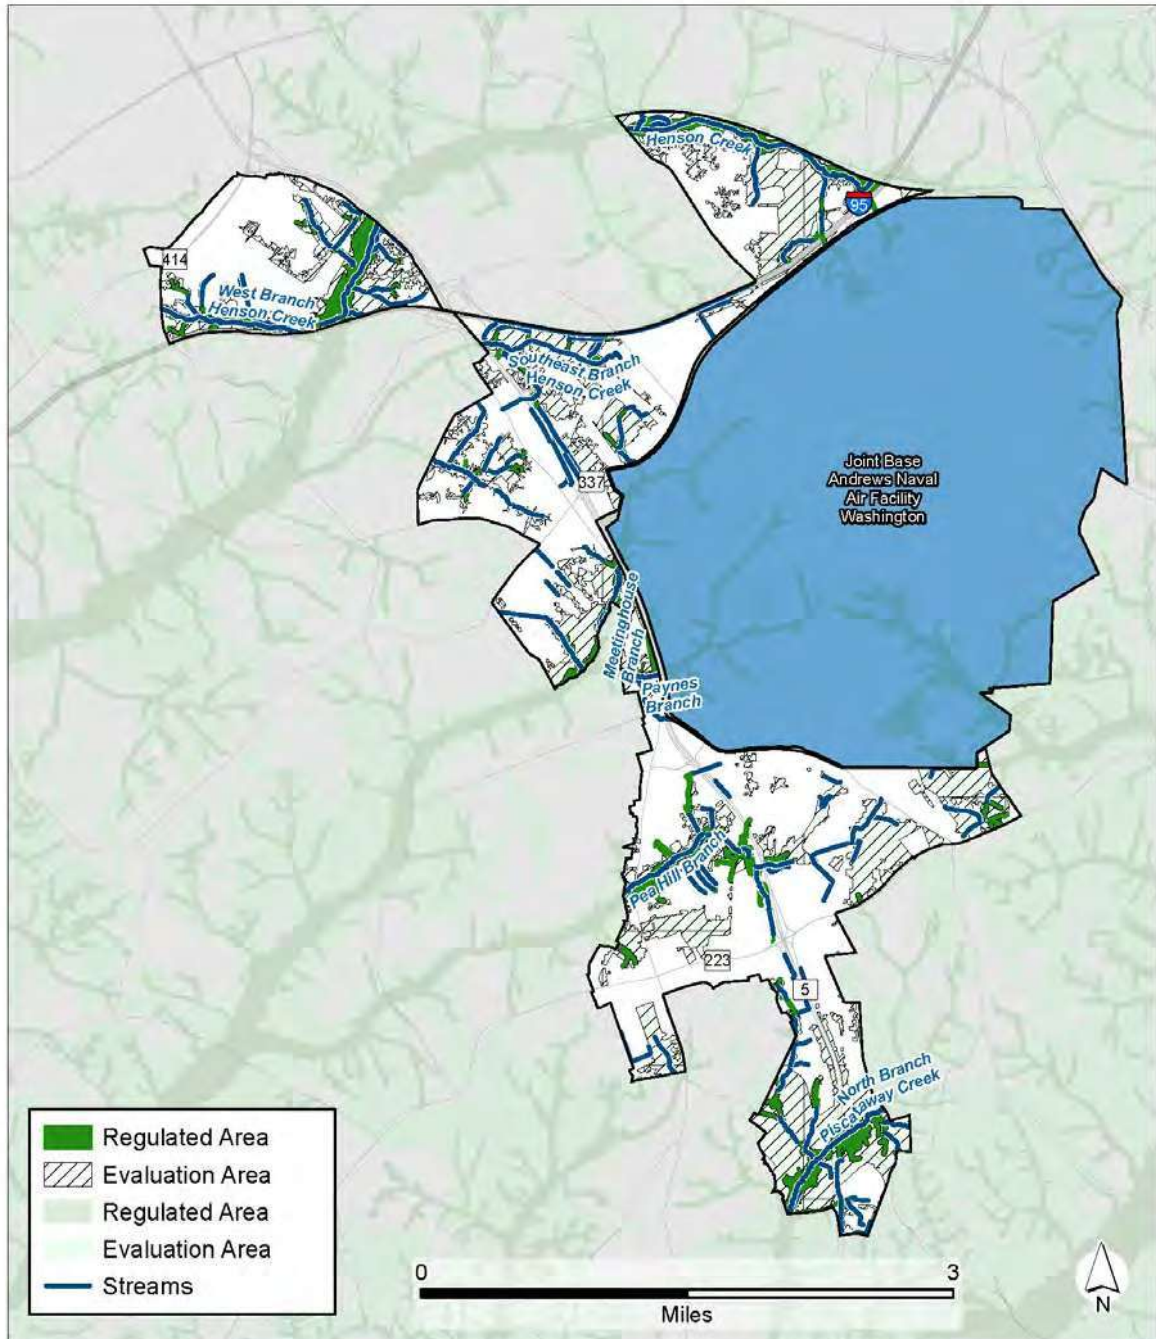 Henson Creek
95
414
West Branch
Henson Creek
Southeast Branch
Henson Creek
Joint Base
Andrews Naval
Air Facility
Washington
337
Meetinghouse
Branch
Paynes
Branch
Pea Hill Branch
223
5
North Branch
Piscataway Creek
Regulated Area
Evaluation Area
Regulated Area
Evaluation Area
Streams
0
3
Miles
N